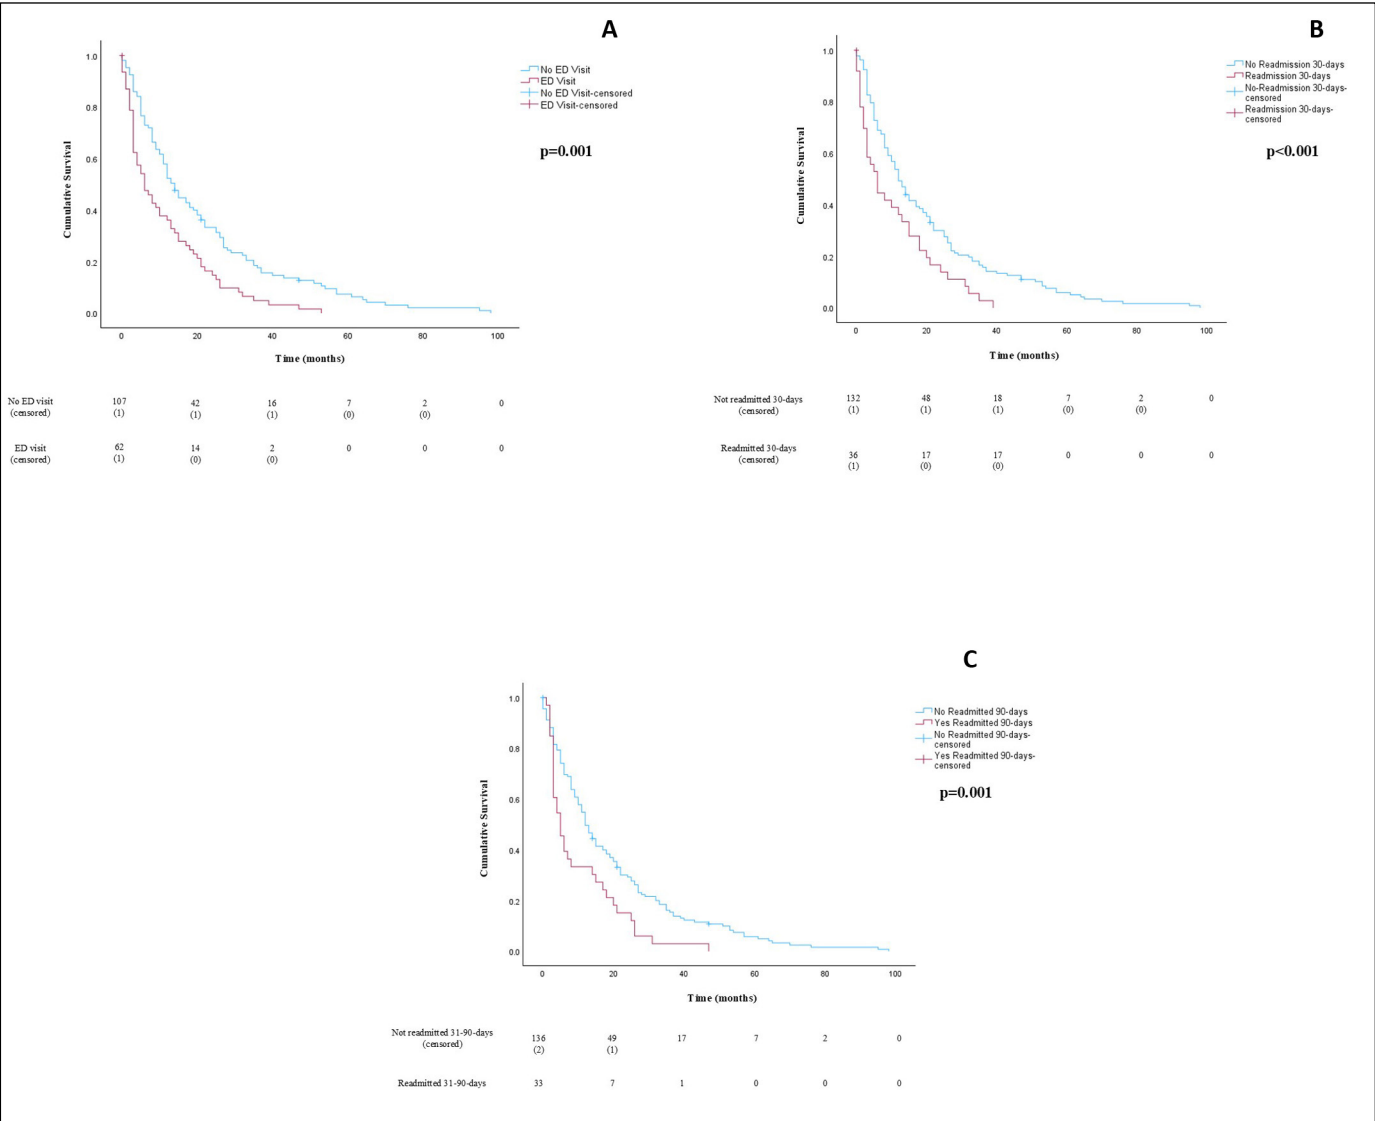 A
1.0
0.8
0.6
0.4
0.2
0.0
Cumulative Survival
0 20 40 60 80 100
Time (months)
No ED Visit
ED Visit
No ED Visit-censored
ED Visit-censored
p=0.001
No ED visit
(censored)
107 42 16 7 2 0
(1) (1) (1) (0) (0)
ED visit
(censored)
62 14 2 0 0 0
(1) (0) (0)
B
1.0
0.8
0.6
0.4
0.2
0.0
Cumulative Survival
0 20 40 60 80 100
Time (months)
No Readmission 30-days
Readmission 30-days
No-Readmission 30-days-
censored
Readmission 30-days-
censored
p<0.001
Not readmitted 30-days
(censored)
132 48 18 7 2 0
(1) (1) (1) (0) (0)
Readmitted 30-days
(censored)
36 17 17 0 0 0
(1) (0) (0)
C
1.0
0.8
0.6
0.4
0.2
0.0
Cumulative Survival
0 20 40 60 80 100
Time (months)
No Readmitted 90-days
Yes Readmitted 90-days
No Readmitted 90-days-
censored
Yes Readmitted 90-days-
censored
p=0.001
Not readmitted 31-90-days
(censored)
136 49 17 7 2 0
(2) (1)
Readmitted 31-90-days
33 7 1 0 0 0